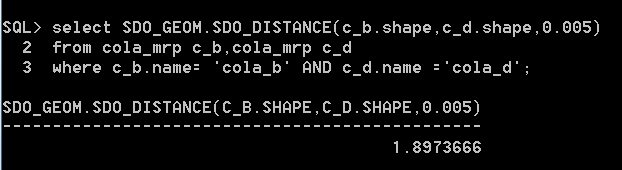 SQL> select SDO_GEOM.SDO_DISTANCE(c_b.shape,c_d.shape,0.005)
2 from cola_mrp c_b,cola_mrp c_d
3 where c_b.name= 'cola_b' AND c_d.name ='cola_d';
SDO_GEOM.SDO_DISTANCE(C_B.SHAPE,C_D.SHAPE,0.005)
------------------------------------------------
1.8973666